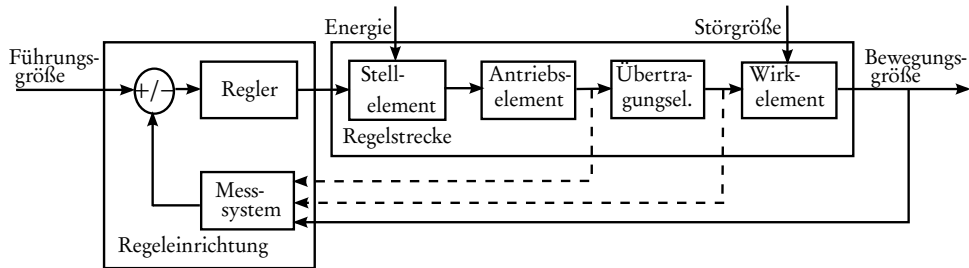 Energie
Störgröße
Führungs-
größe
+/−
Regler
Stell-
element
Antriebs-
element
Übertra-
gungsel.
Wirk-
element
Bewegungs-
größe
Regelstrecke
Mess-
system
Regeleinrichtung